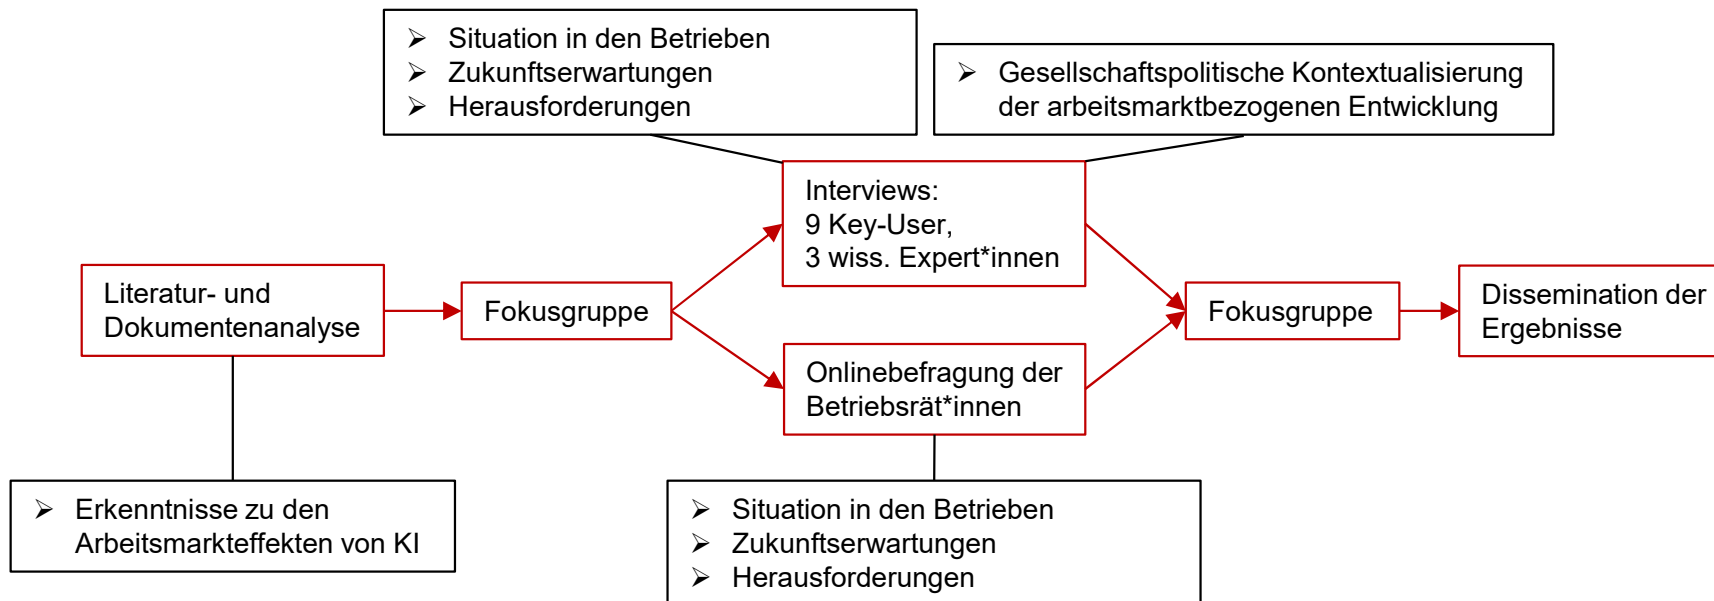 ➢ Situation in den Betrieben
➢ Zukunftserwartungen
➢ Herausforderungen
➢ Gesellschaftspolitische Kontextualisierung
der arbeitsmarktbezogenen Entwicklung
Interviews:
9 Key-User,
3 wiss. Expert*innen
Literatur- und
Dokumentenanalyse
Fokusgruppe
Onlinebefragung der
Betriebsrät*innen
Fokusgruppe
Dissemination der
Ergebnisse
➢ Erkenntnisse zu den
Arbeitsmarkteffekten von KI
➢ Situation in den Betrieben
➢ Zukunftserwartungen
➢ Herausforderungen